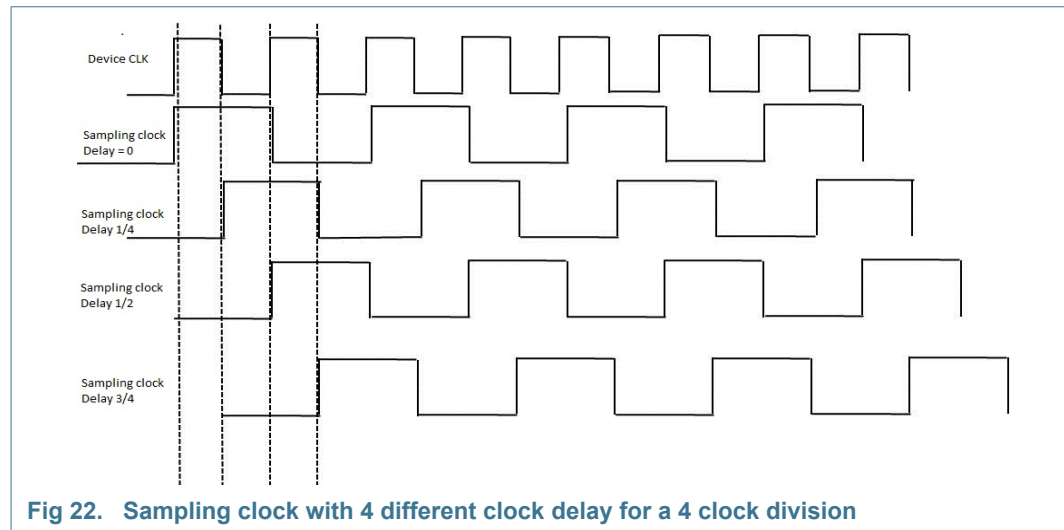 Device CLK
Sampling clock
Delay = 0
Sampling clock
Delay 1/4
Sampling clock
Delay 1/2
Sampling clock
Delay 3/4
Fig 22. Sampling clock with 4 different clock delay for a 4 clock division